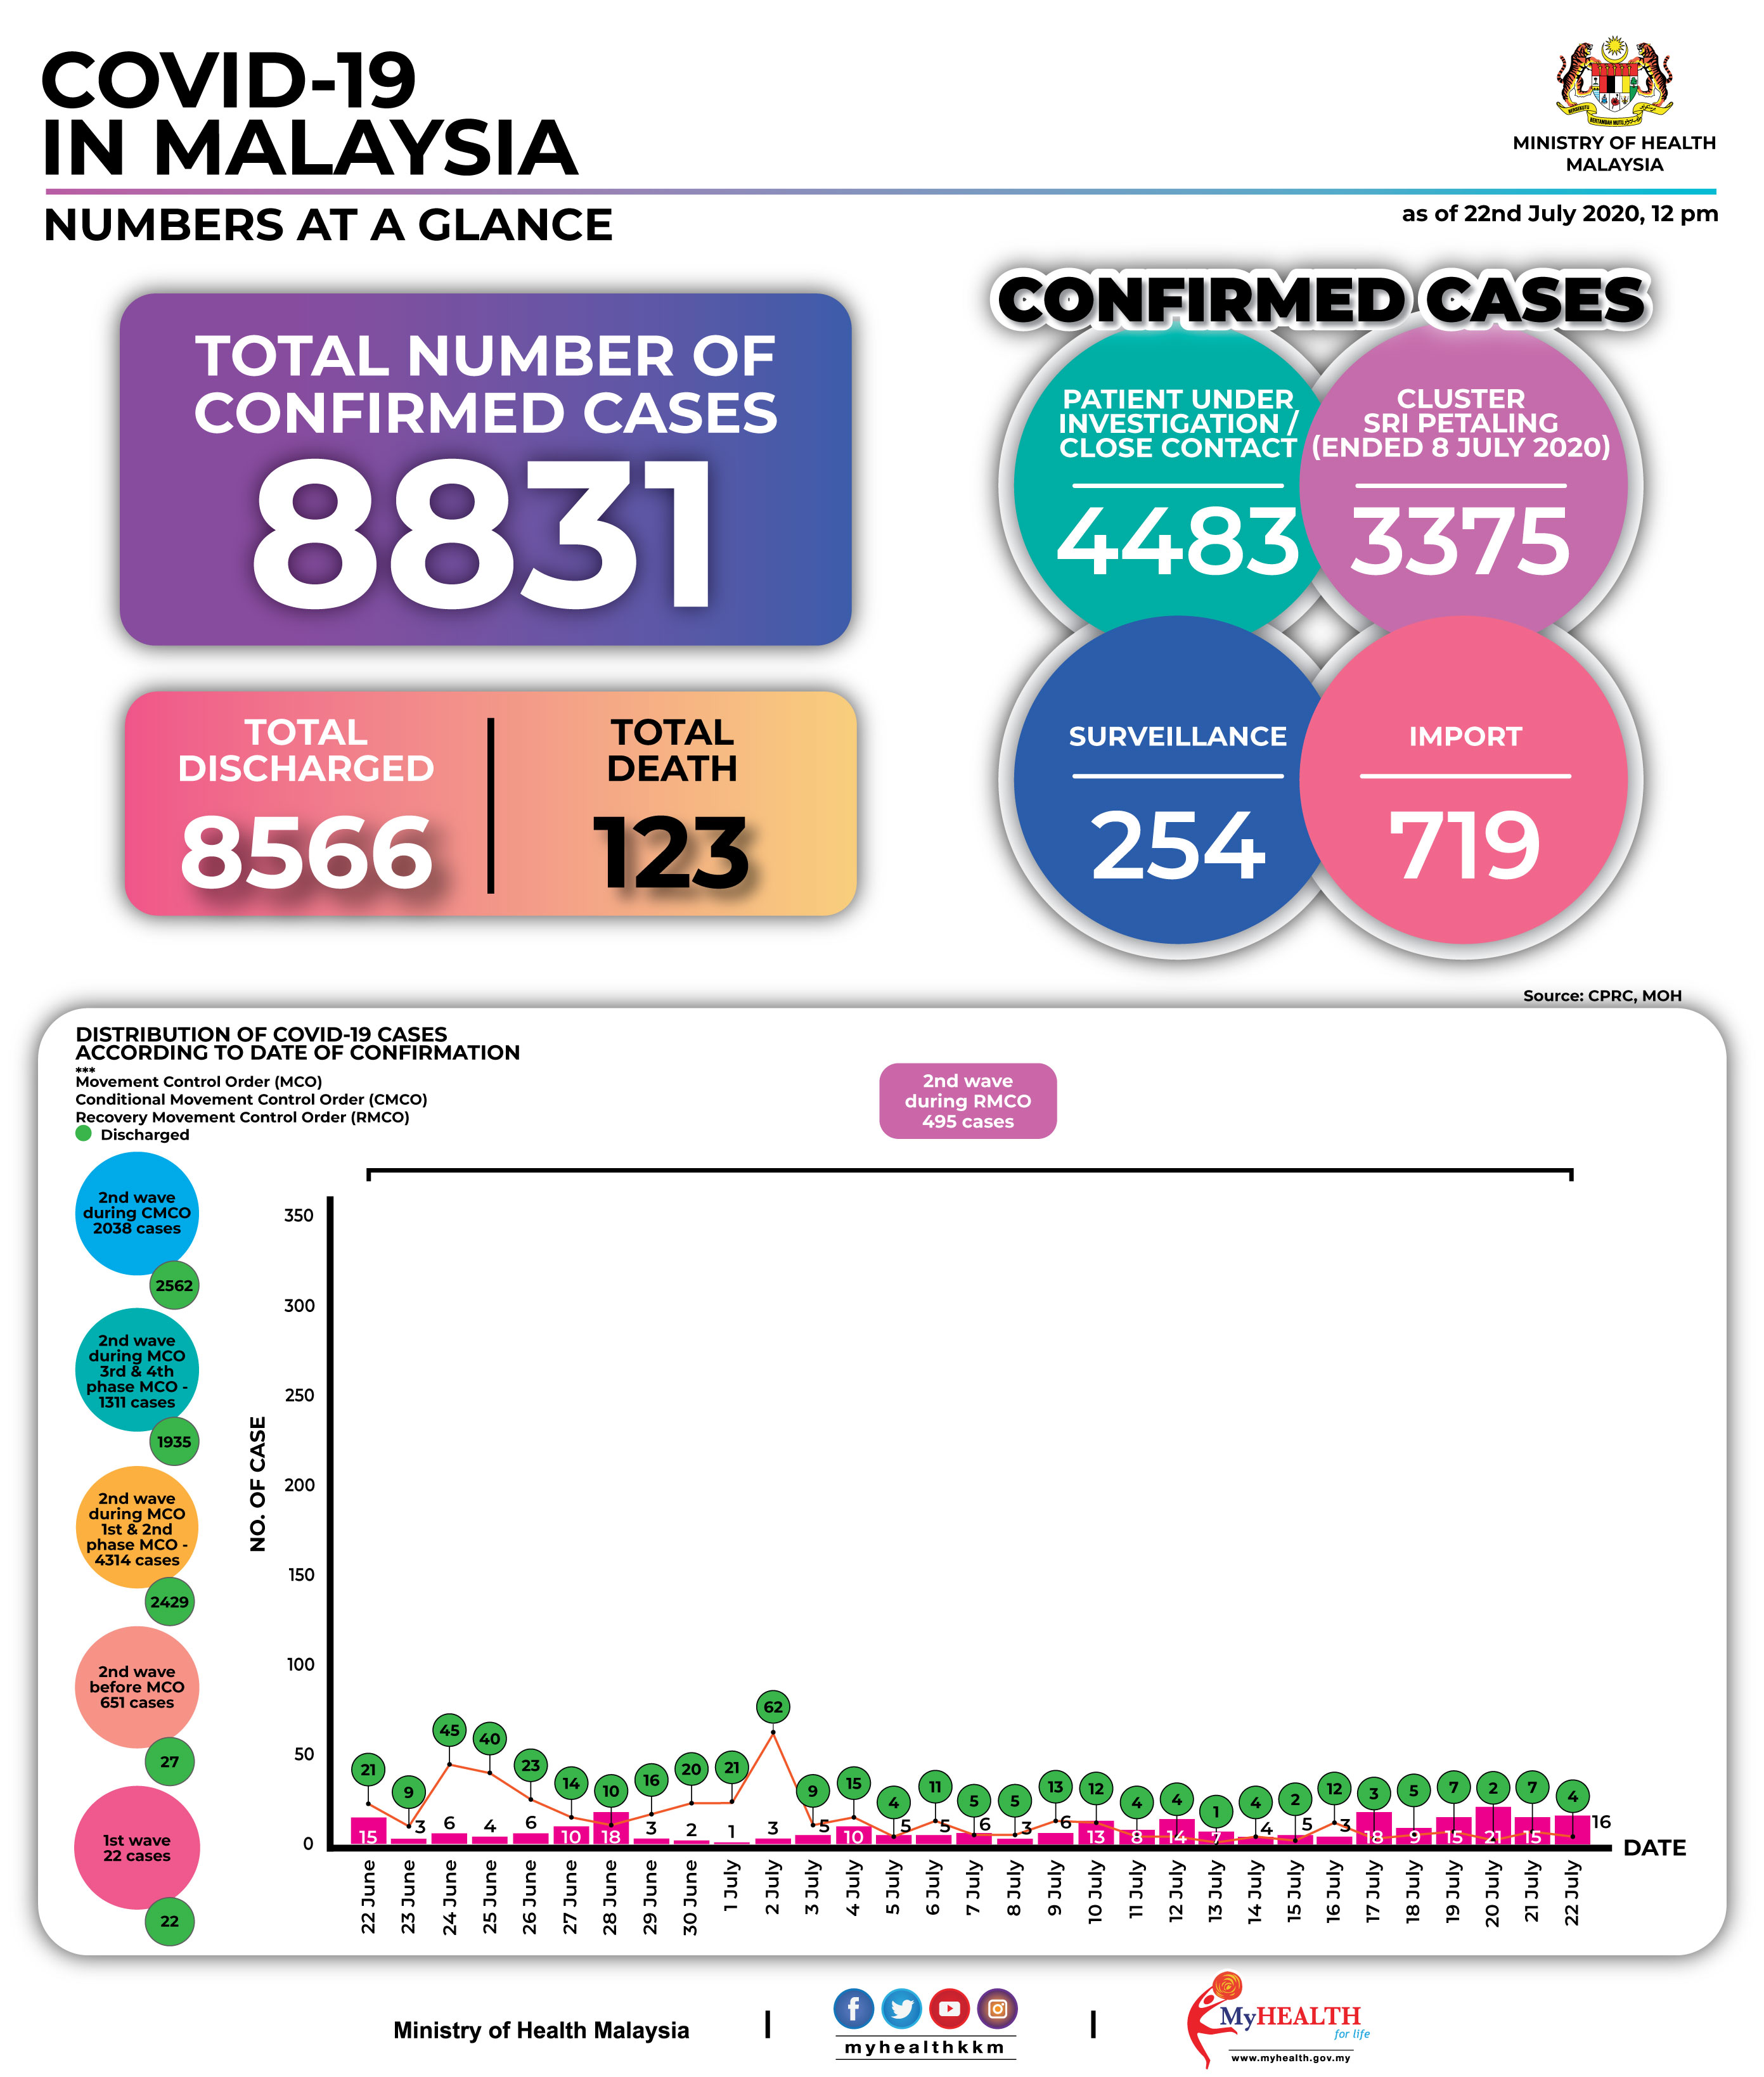 COVID-19
IN MALAYSIA
MINISTRY OF HEALTH
MALAYSIA
NUMBERS AT A GLANCE
as of 22nd July 2020, 12 pm
TOTAL NUMBER OF
CONFIRMED CASES
8831
TOTAL
DISCHARGED
8566
TOTAL
DEATH
123
CONFIRMED CASES
PATIENT UNDER
INVESTIGATION /
CLOSE CONTACT
4483
CLUSTER
SRI PETALING
(ENDED 8 JULY 2020)
3375
SURVEILLANCE
254
IMPORT
719
Source: CPRC, MOH
DISTRIBUTION OF COVID-19 CASES
ACCORDING TO DATE OF CONFIRMATION
***
Movement Control Order (MCO)
Conditional Movement Control Order (CMCO)
Recovery Movement Control Order (RMCO)
Discharged
2nd wave
during RMCO
495 cases
2nd wave
during CMCO
2038 cases
2562
2nd wave
during MCO
3rd & 4th
phase MCO -
1311 cases
1935
2nd wave
during MCO
1st & 2nd
phase MCO -
4314 cases
2429
2nd wave
before MCO
651 cases
27
1st wave
22 cases
22
NO. OF CASE
350
300
250
200
150
100
50
0
21 9 45 40 23 14 10 16 20 21 62 9 15 4 11 5 5 13 12 4 4 1 4 2 12 3 5 7 2 7 4
15 3 6 4 6 10 18 3 2 1 3 5 10 5 5 6 3 6 13 8 14 7 4 5 3 18 9 15 21 15 16
DATE
22 June
23 June
24 June
25 June
26 June
27 June
28 June
29 June
30 June
1 July
2 July
3 July
4 July
5 July
6 July
7 July
8 July
9 July
10 July
11 July
12 July
13 July
14 July
15 July
16 July
17 July
18 July
19 July
20 July
21 July
22 July
Ministry of Health Malaysia
myhealthkkm
MyHEALTH
for life
www.myhealth.gov.my